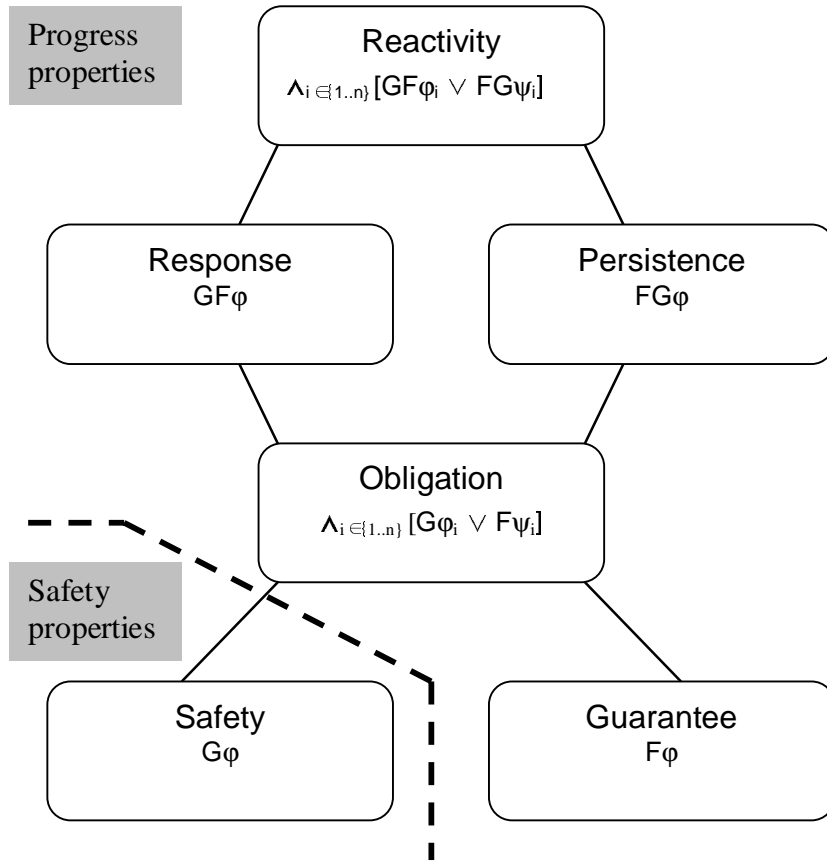 Progress
properties
Reactivity
∧i ∈{1..n} [GFφi ∨ FGψi]
Response
GFφ
Persistence
FGφ
Obligation
∧i ∈{1..n} [Gφi ∨ Fψi]
Safety
properties
Safety
Gφ
Guarantee
Fφ